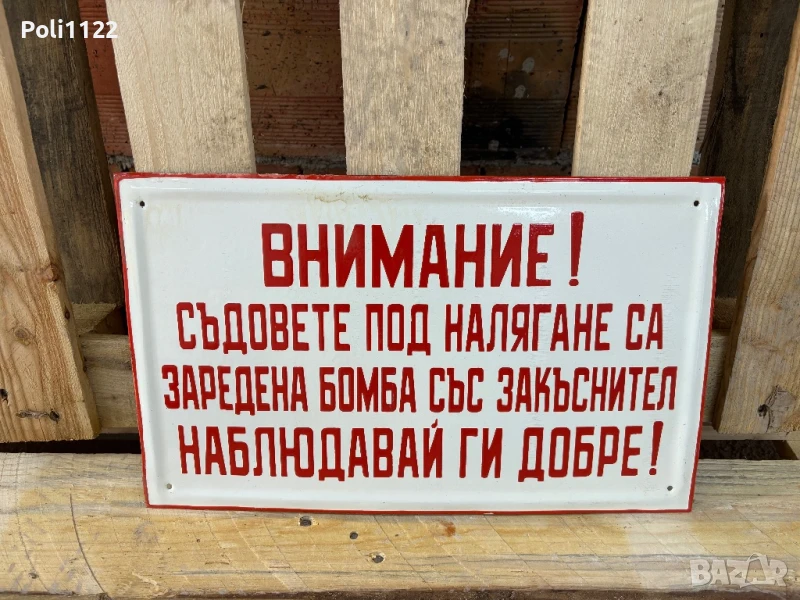 Poli1122
ВНИМАНИЕ!
СЪДОВЕТЕ ПОД НАЛЯГАНЕ СА
ЗАРЕДЕНА БОМБА СЪС ЗАКЪСНИТЕЛ
НАБЛЮДАВАЙ ГИ ДОБРЕ!
BAZAR